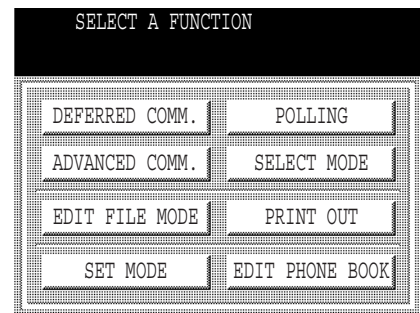 SELECT A FUNCTION
DEFERRED COMM. POLLING
ADVANCED COMM. SELECT MODE
EDIT FILE MODE PRINT OUT
SET MODE EDIT PHONE BOOK